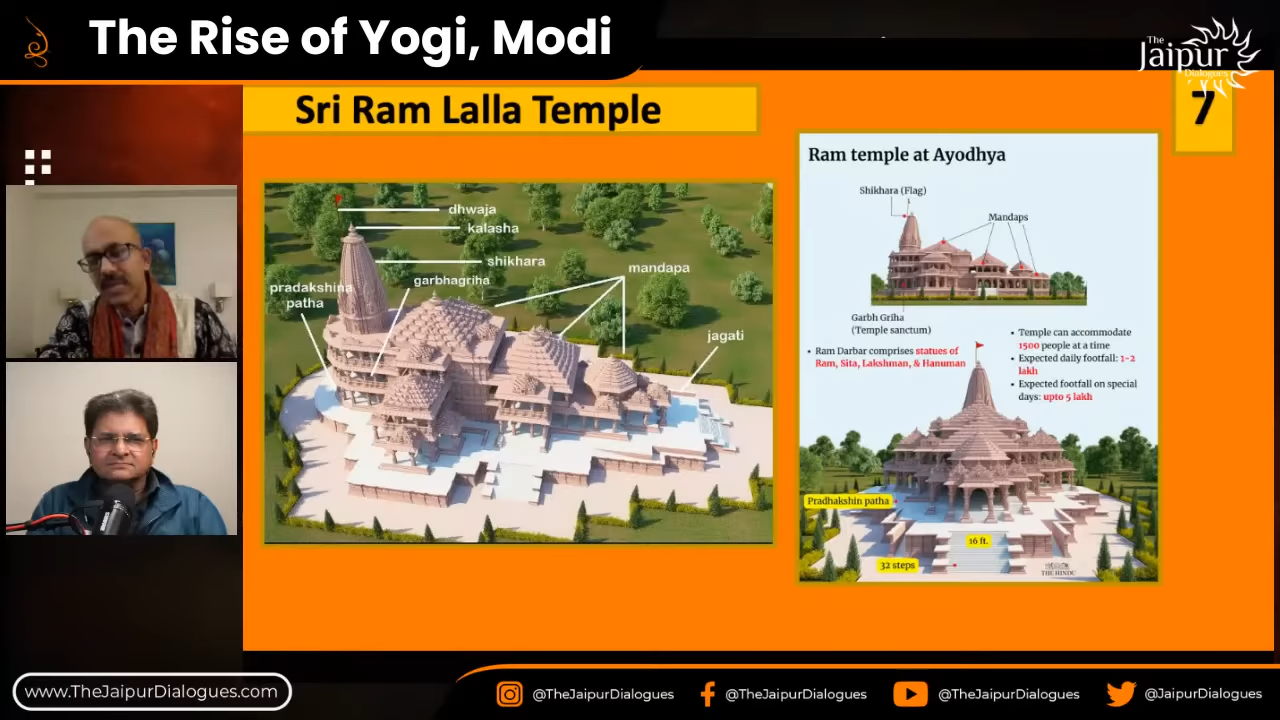 The Rise of Yogi, Modi
The
Jaipur
Dialogues
Sri Ram Lalla Temple
7
dhwaja
kalasha
shikhara
garbhagriha
pradakshina
patha
mandapa
jagati
Ram temple at Ayodhya
Shikhara (Flag)
Mandaps
Garbh Griha
(Temple sanctum)
• Ram Darbar comprises statues of
Ram, Sita, Lakshman, & Hanuman
• Temple can accommodate
1500 people at a time
• Expected daily footfall: 1-2
lakh
• Expected footfall on special
days: upto 5 lakh
Pradhakshin patha
16 ft.
32 steps
THE HINDU
www.TheJaipurDialogues.com
@TheJaipurDialogues
@TheJaipurDialogues
@TheJaipurDialogues
@JaipurDialogues